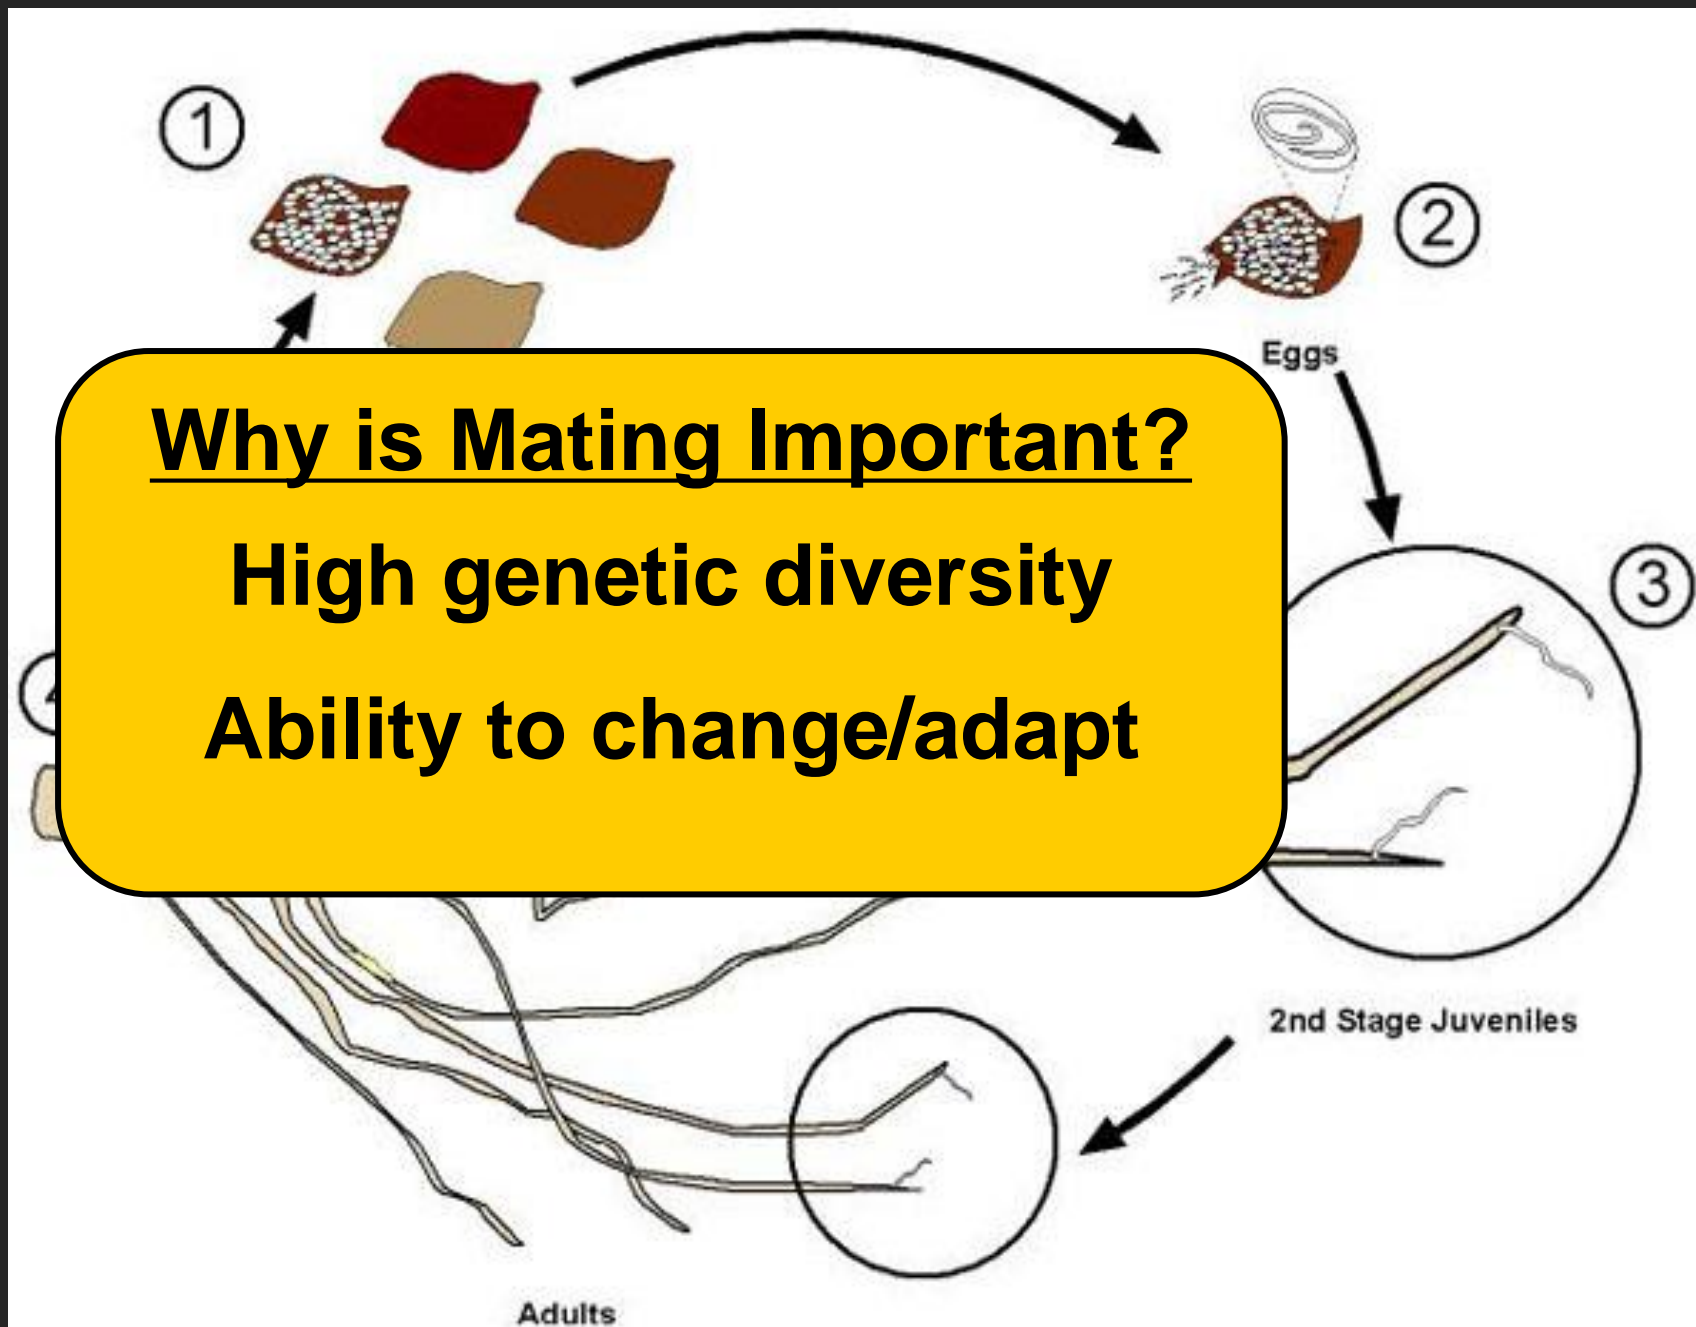 1
2
Eggs
Why is Mating Important?
High genetic diversity
Ability to change/adapt
3
2nd Stage Juveniles
Adults